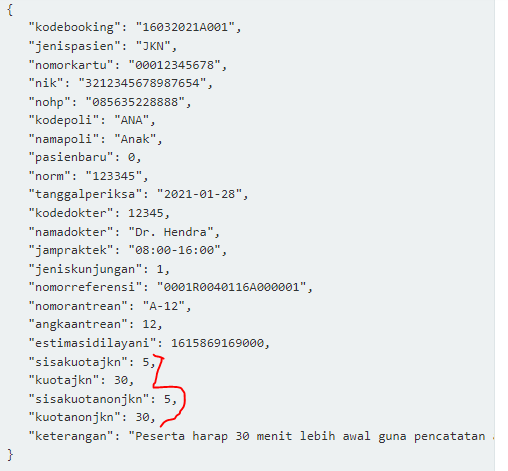 {
"kodebooking": "16032021A001",
"jenispasien": "JKN",
"nomorkartu": "00012345678",
"nik": "3212345678987654",
"nohp": "085635228888",
"kodepoli": "ANA",
"namapoli": "Anak",
"pasienbaru": 0,
"norm": "123345",
"tanggalperiksa": "2021-01-28",
"kodedokter": 12345,
"namadokter": "Dr. Hendra",
"jampraktek": "08:00-16:00",
"jeniskunjungan": 1,
"nomorreferensi": "0001R0040116A000001",
"nomorantrean": "A-12",
"angkaantrean": 12,
"estimasidilayani": 1615869169000,
"sisakuotajkn": 5,
"kuotajkn": 30,
"sisakuotanonjkn": 5,
"kuotanonjkn": 30,
"keterangan": "Peserta harap 30 menit lebih awal guna pencatatan
}